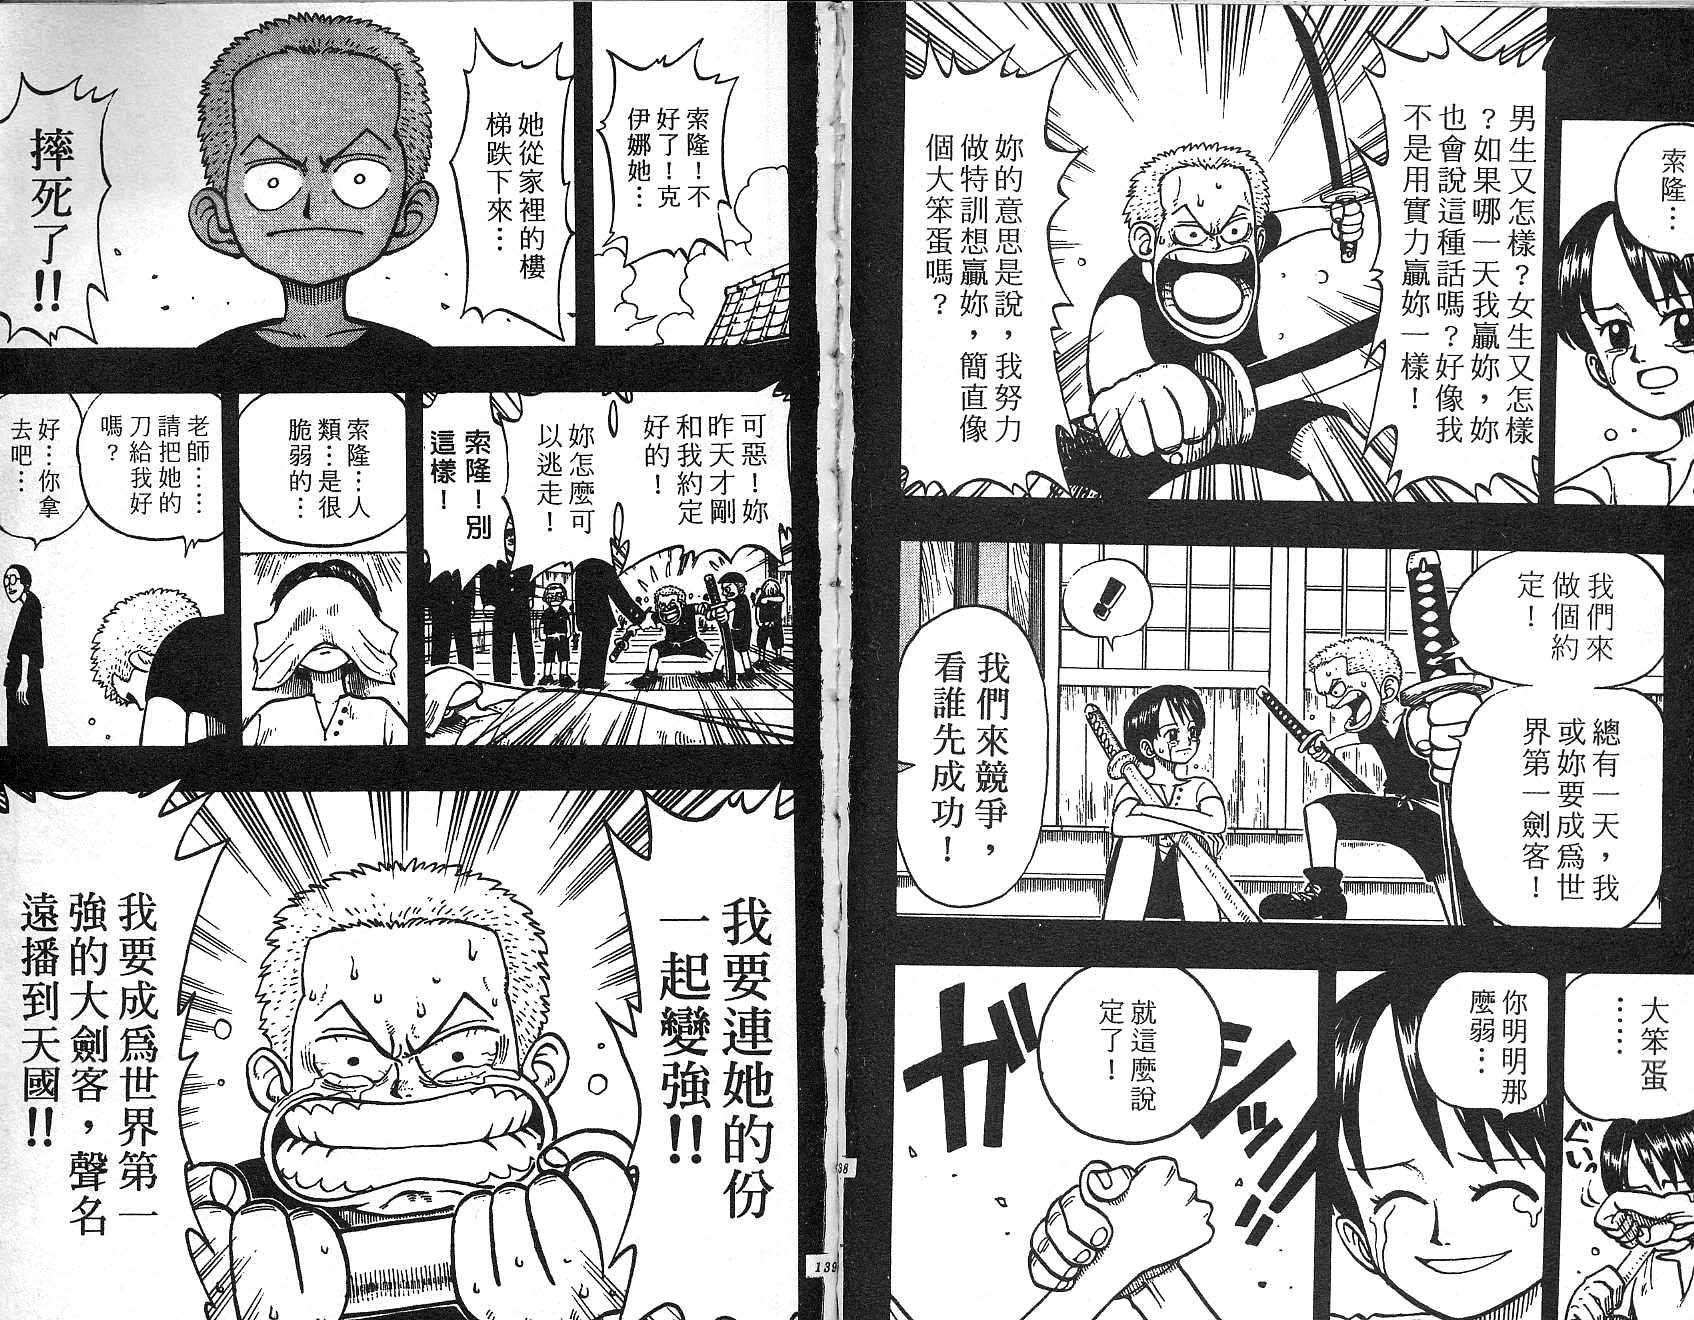 索隆…
男生又怎樣？女生又怎樣
？如果哪一天我贏妳，妳
也會說這種話嗎？好像我
不是用實力贏妳一樣！
妳的意思是說，我努力
做特訓想贏妳，簡直像
個大笨蛋嗎？
我們來
做個約
定！
總有一天，我
或妳要成爲世
界第一劍客！
！
我們來競爭，
看誰先成功！
大笨蛋
……
ぐいっ
你明明那
麼弱…
就這麼說
定了！
ガシッ
138
索隆！不
好了！克
伊娜她…
她從家裡的樓
梯跌下來…
摔死了!!
可惡！妳
昨天才剛
和我約定
好的！
妳怎麼可
以逃走！
索隆！別
這樣！
索隆…人
類…是很
脆弱的…
老師……
請把她的
刀給我好
嗎？
好…你拿
去吧…
我要連她的份
一起變強!!
我要成爲世界第一
強的大劍客，聲名
遠播到天國!!
139